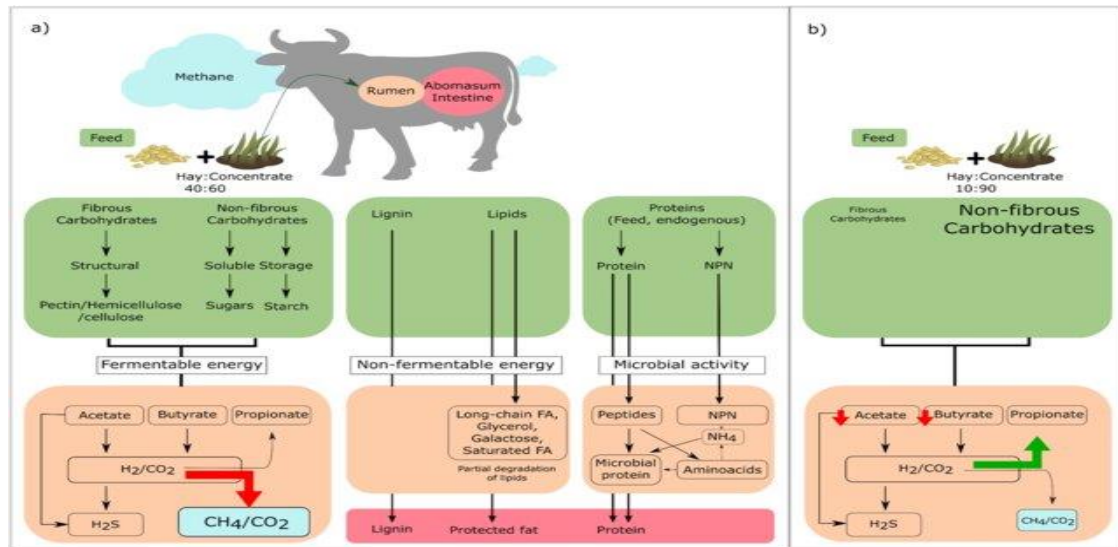 a)
Methane
Rumen
Abomasum
Intestine
Feed
+
Hay:Concentrate
40:60
Fibrous
Carbohydrates
Non-fibrous
Carbohydrates
Structural
Soluble
Storage
Pectin/Hemicellulose
/cellulose
Sugars
Starch
Lignin
Lipids
Proteins
(Feed, endogenous)
Protein
NPN
Fermentable energy
Non-fermentable energy
Microbial activity
Acetate
Butyrate
Propionate
H2/CO2
H2S
CH4/CO2
Long-chain FA,
Glycerol,
Galactose,
Saturated FA
Partial degradation
of lipids
Peptides
NPN
NH4
Microbial
protein
Aminoacids
Lignin
Protected fat
Protein
b)
Feed
+
Hay:Concentrate
10:90
Fibrous
Carbohydrates
Non-fibrous
Carbohydrates
Acetate
Butyrate
Propionate
H2/CO2
H2S
CH4/CO2